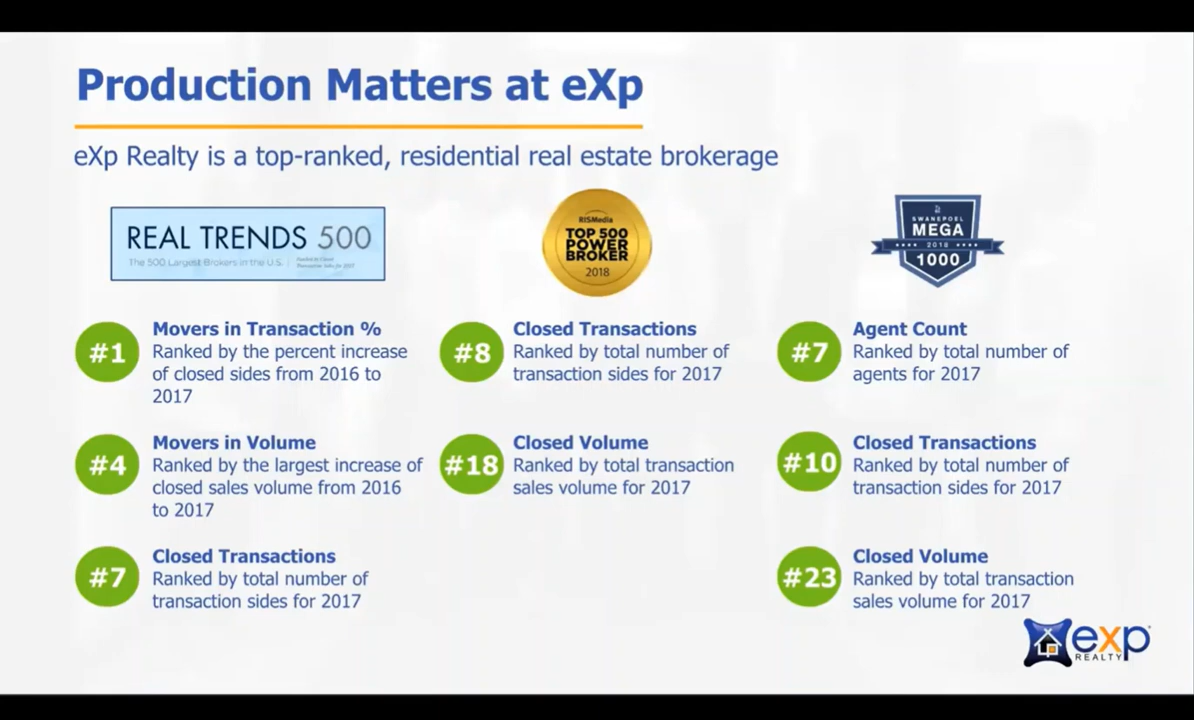 Production Matters at eXp
eXp Realty is a top-ranked, residential real estate brokerage
REAL TRENDS 500
The 500 Largest Brokers in the U.S.
Ranked by Closed
Transaction Sides for 2017
#1
Movers in Transaction %
Ranked by the percent increase
of closed sides from 2016 to
2017
#4
Movers in Volume
Ranked by the largest increase of
closed sales volume from 2016
to 2017
#7
Closed Transactions
Ranked by total number of
transaction sides for 2017
RISMedia
TOP 500
POWER
BROKER
2018
#8
Closed Transactions
Ranked by total number of
transaction sides for 2017
#18
Closed Volume
Ranked by total transaction
sales volume for 2017
SWANEPOEL
MEGA
2018
1000
#7
Agent Count
Ranked by total number of
agents for 2017
#10
Closed Transactions
Ranked by total number of
transaction sides for 2017
#23
Closed Volume
Ranked by total transaction
sales volume for 2017
eXp
REALTY